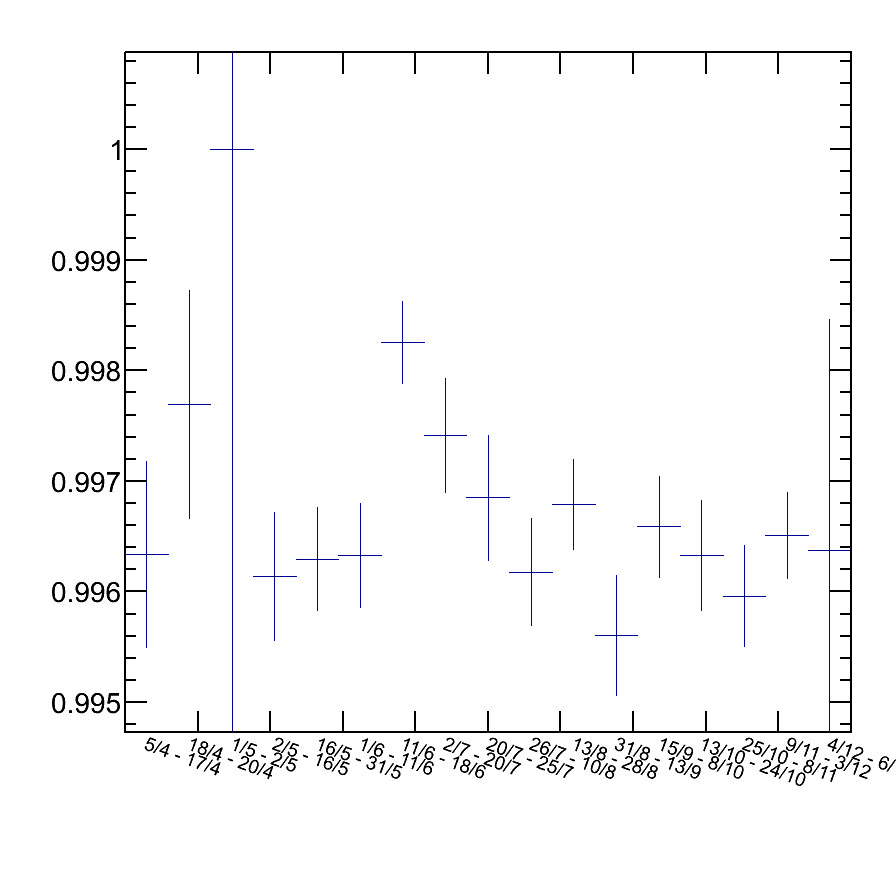 1
0.999
0.998
0.997
0.996
0.995
5/4 - 17/4
18/4 - 20/4
1/5 - 2/5
2/5 - 16/5
16/5 - 31/5
1/6 - 11/6
11/6 - 18/6
2/7 - 20/7
20/7 - 25/7
26/7 - 10/8
13/8 - 28/8
31/8 - 13/9
15/9 - 8/10
13/10 - 24/10
25/10 - 8/11
9/11 - 3/12
4/12 - 6/